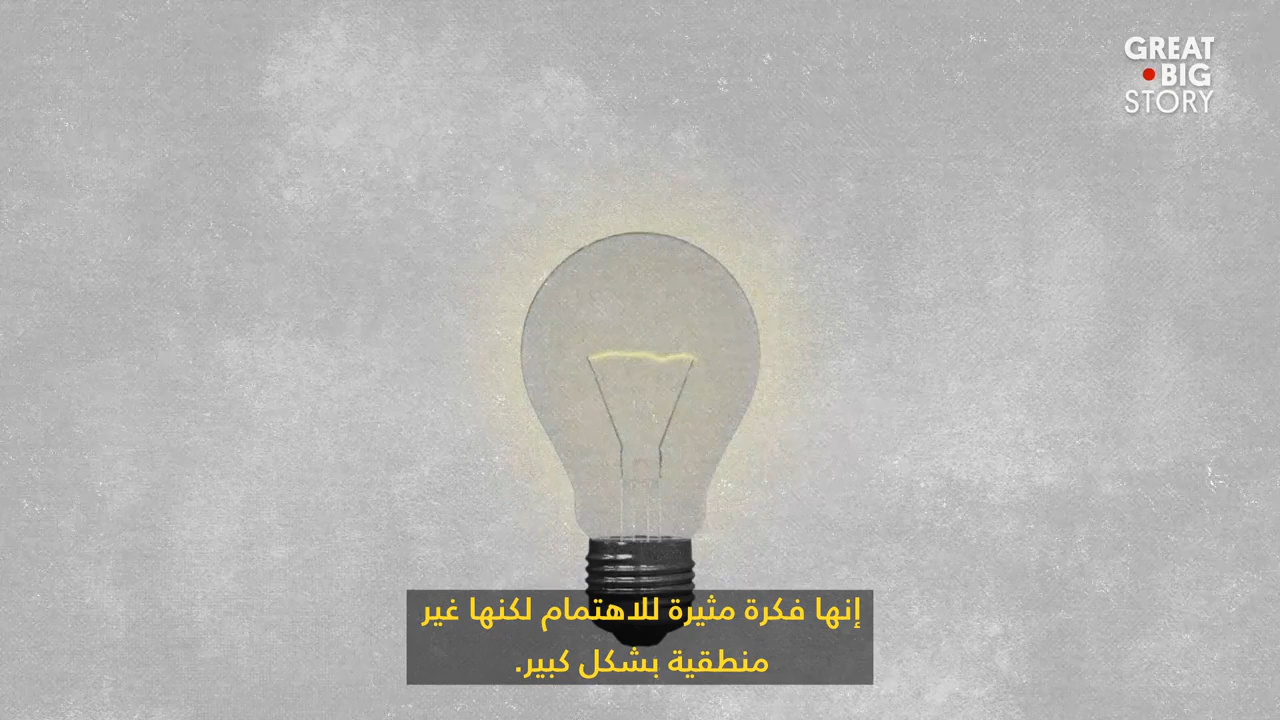 GREAT
BIG
STORY
إنها فكرة مثيرة للاهتمام لكنها غير
منطقية بشكل كبير.